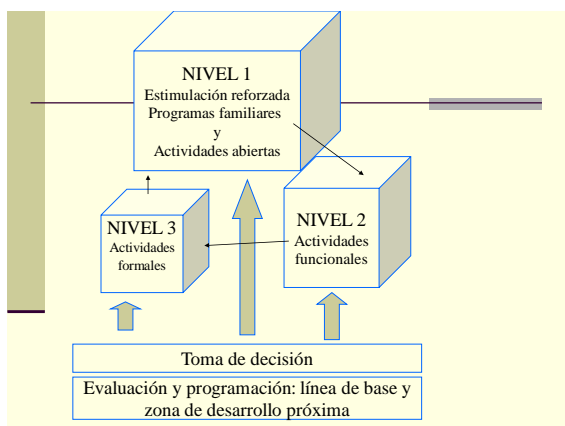 NIVEL 1
Estimulación reforzada
Programas familiares
y
Actividades abiertas
NIVEL 2
Actividades
funcionales
NIVEL 3
Actividades
formales
Toma de decisión
Evaluación y programación: línea de base y
zona de desarrollo próxima